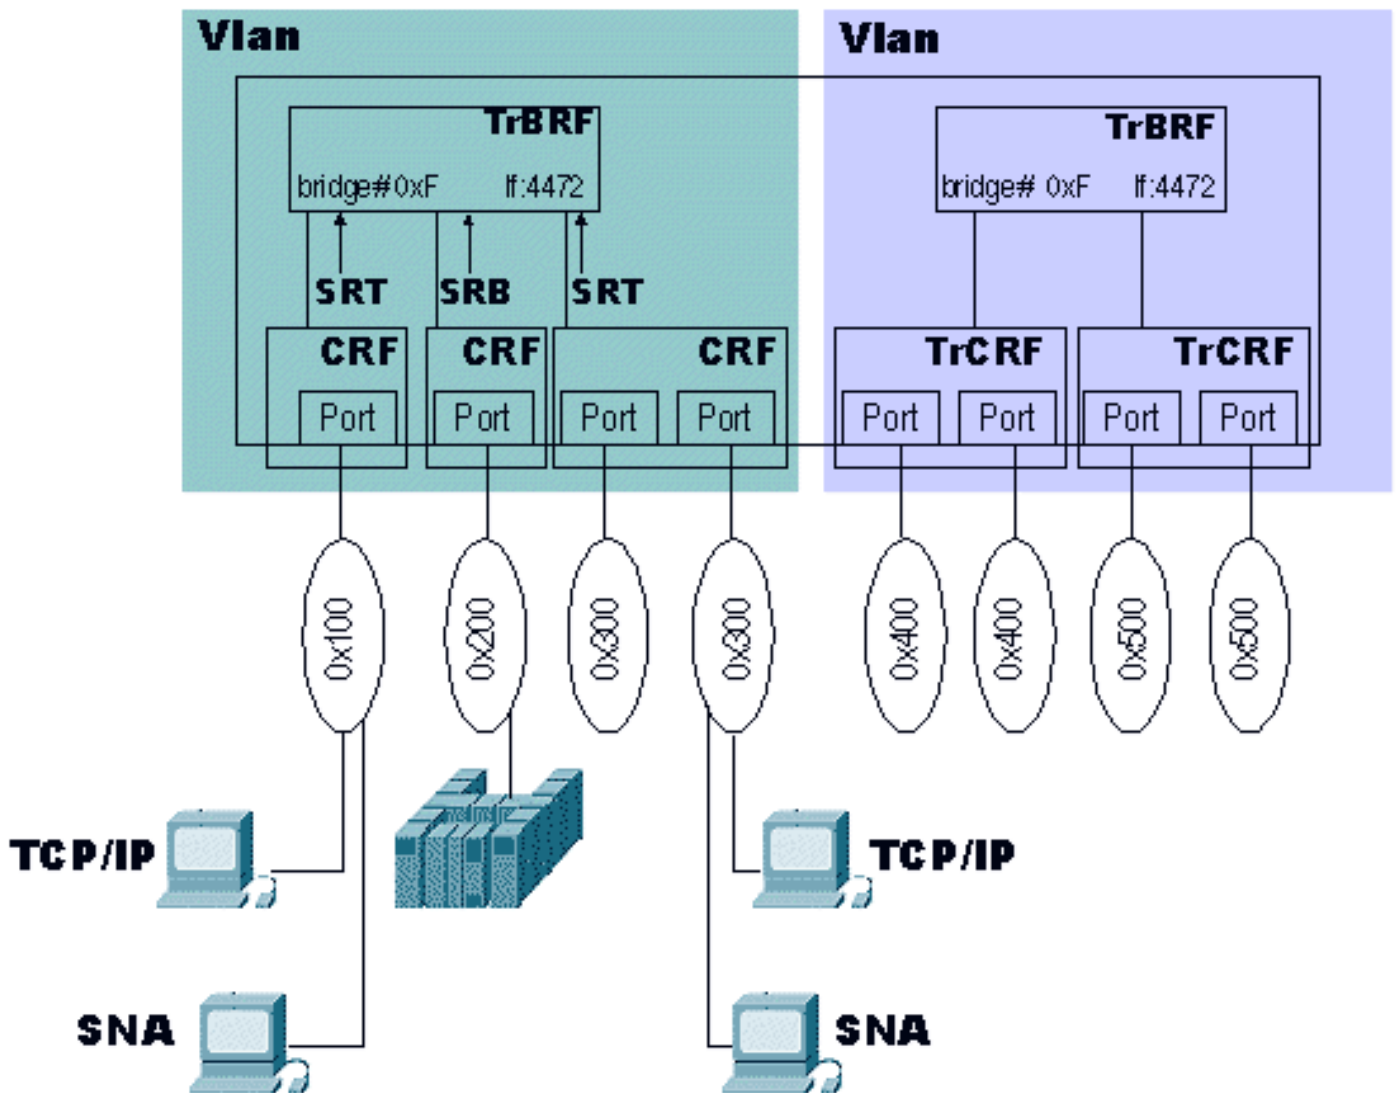 Vlan
Vlan
TrBRF
TrBRF
bridge#0xF lf:4472
bridge# 0xF lf:4472
SRT SRB SRT
CRF CRF CRF TrCRF TrCRF
Port Port Port Port Port Port Port Port
0x100 0x200 0x300 0x300 0x400 0x400 0x500 0x500
TCP/IP TCP/IP
SNA SNA